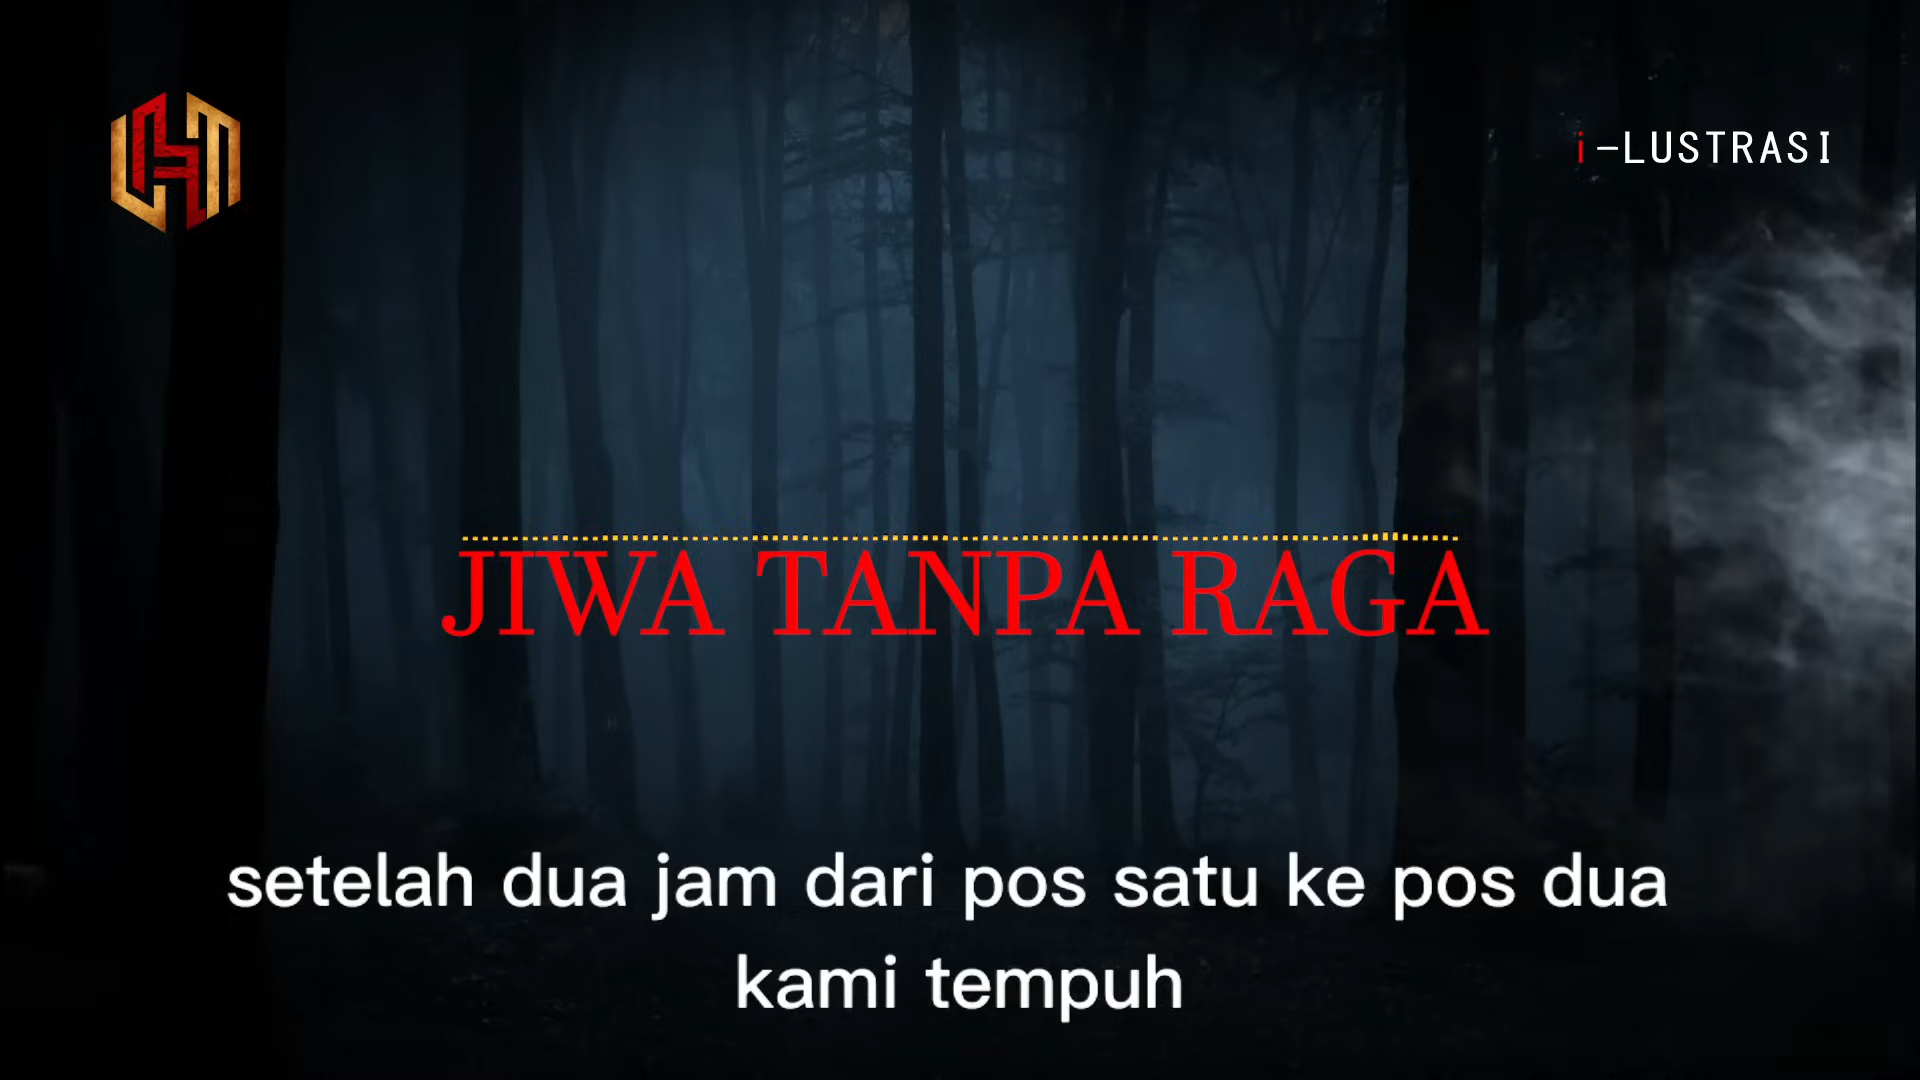 i-LUSTRASI
JIWA TANPA RAGA
setelah dua jam dari pos satu ke pos dua
kami tempuh